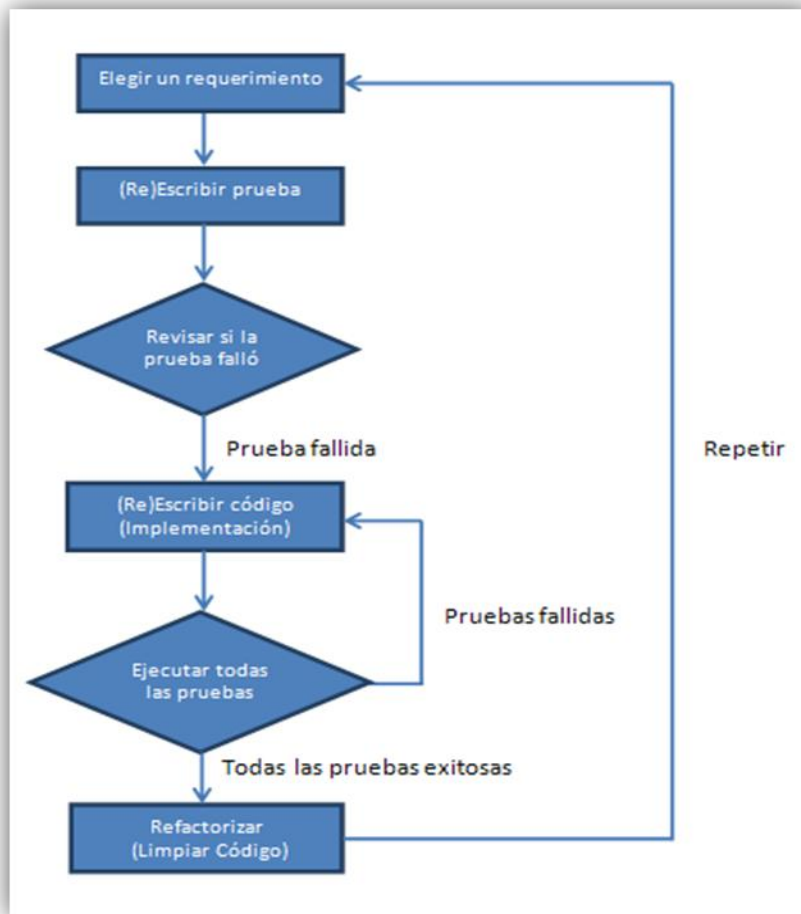 Elegir un requerimiento
(Re)Escribir prueba
Revisar si la
prueba falló
Prueba fallida
Repetir
(Re)Escribir código
(Implementación)
Pruebas fallidas
Ejecutar todas
las pruebas
Todas las pruebas exitosas
Refactorizar
(Limpiar Código)